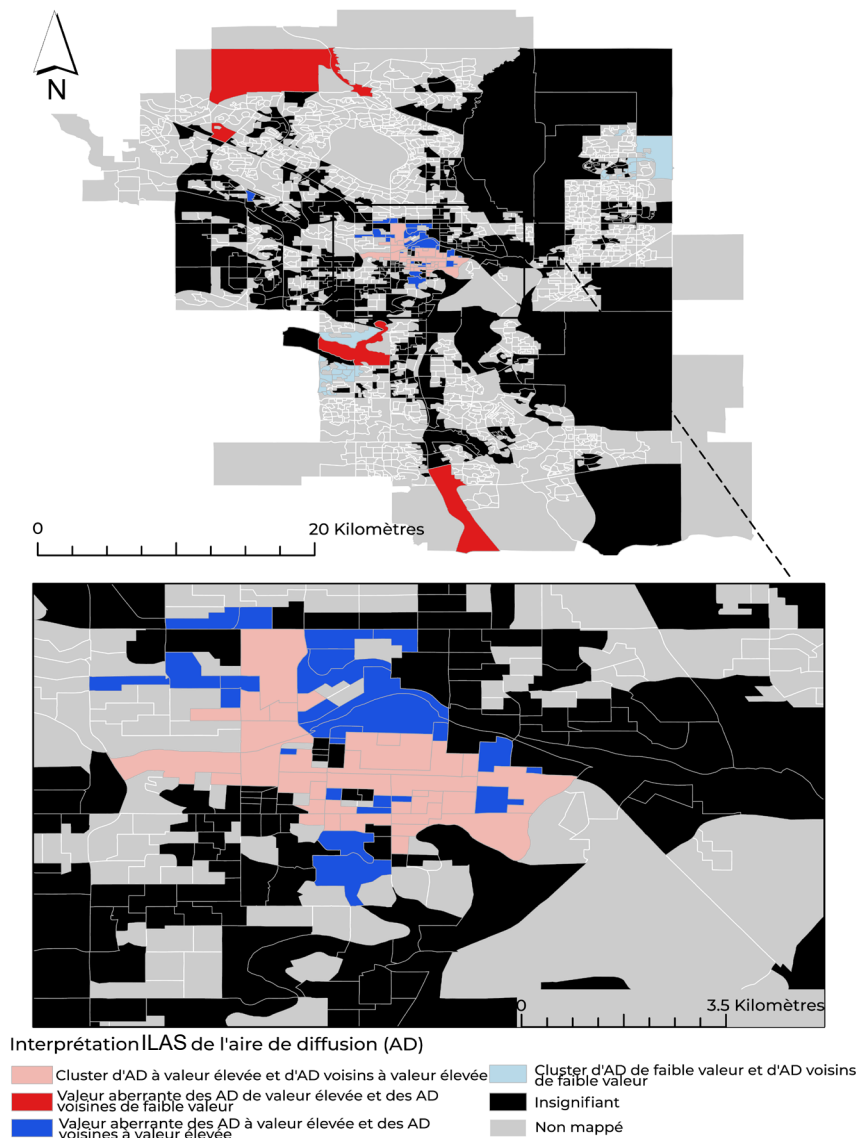 N
0
20 Kilomètres
0
3.5 Kilomètres
Interprétation ILAS de l'aire de diffusion (AD)
Cluster d'AD à valeur élevée et d'AD voisins à valeur élevée
Valeur aberrante des AD de valeur élevée et des AD
voisines de faible valeur
Valeur aberrante des AD à valeur élevée et des AD
voisines à valeur élevée
Cluster d'AD de faible valeur et d'AD voisins
de faible valeur
Insignifiant
Non mappé